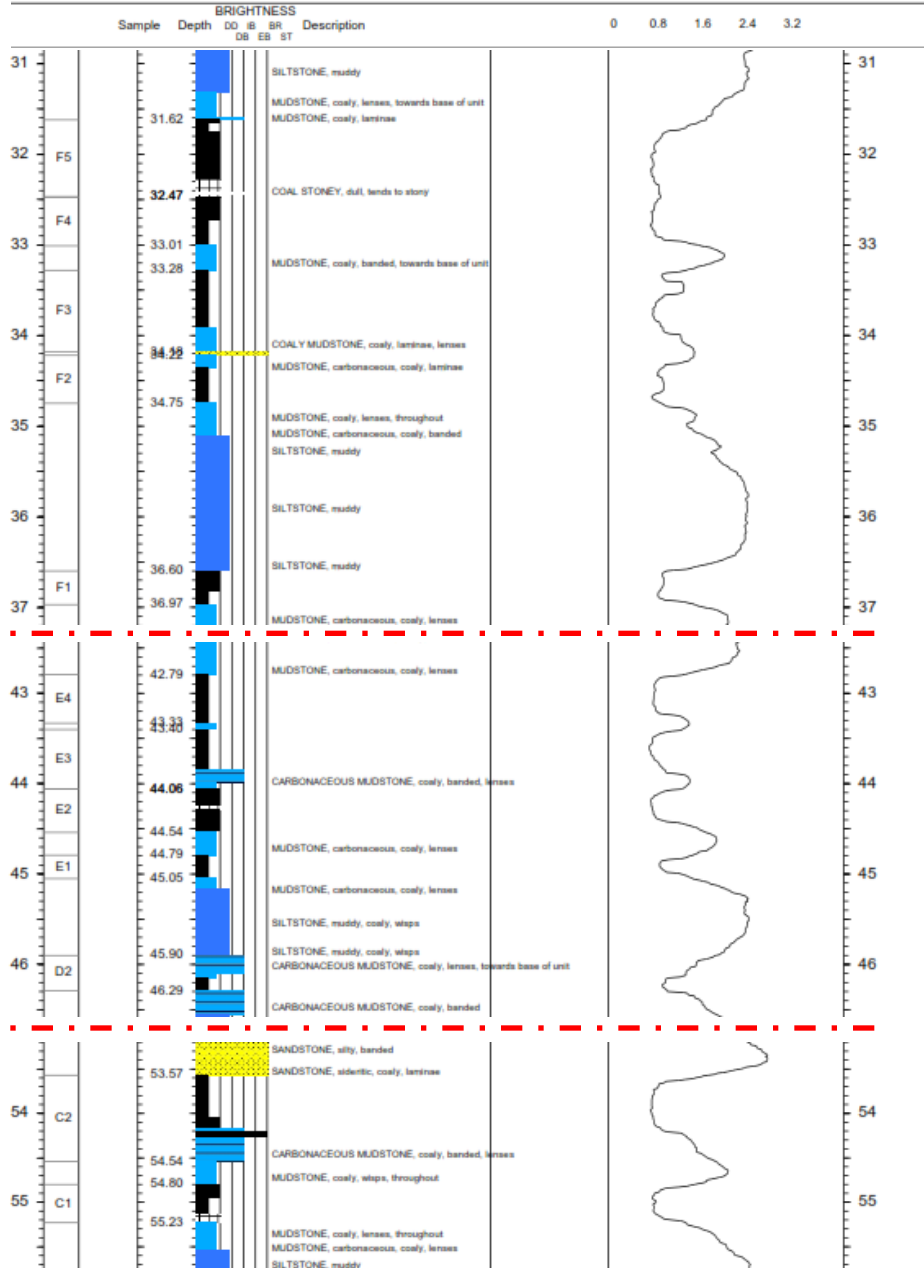 BRIGHTNESS
Sample Depth DD IB BR Description 0 0.8 1.6 2.4 3.2
DB EB ST
31 SILTSTONE, muddy 31
MUDSTONE, coaly, lenses, towards base of unit
31.62 MUDSTONE, coaly, laminae
32 F5 32
32.47 COAL STONEY, dull, tends to stony
F4
33 33.01 33
33.28 MUDSTONE, coaly, banded, towards base of unit
F3
34 COALY MUDSTONE, coaly, laminae, lenses 34
34.22
F2 MUDSTONE, carbonaceous, coaly, laminae
34.75
MUDSTONE, coaly, lenses, throughout
35 MUDSTONE, carbonaceous, coaly, banded 35
SILTSTONE, muddy
36 SILTSTONE, muddy 36
36.60 SILTSTONE, muddy
F1
37 36.97 37
MUDSTONE, carbonaceous, coaly, lenses
42.79 MUDSTONE, carbonaceous, coaly, lenses
43 E4 43
43.33
43.40
E3
44 CARBONACEOUS MUDSTONE, coaly, banded, lenses 44
44.06
E2
44.54
44.79 MUDSTONE, carbonaceous, coaly, lenses
45 E1 45
45.05 MUDSTONE, carbonaceous, coaly, lenses
SILTSTONE, muddy, coaly, wisps
45.90 SILTSTONE, muddy, coaly, wisps
46 D2 CARBONACEOUS MUDSTONE, coaly, lenses, towards base of unit 46
46.29
CARBONACEOUS MUDSTONE, coaly, banded
SANDSTONE, silty, banded
53.57 SANDSTONE, sideritic, coaly, laminae
54 C2 54
54.54 CARBONACEOUS MUDSTONE, coaly, banded, lenses
54.80 MUDSTONE, coaly, wisps, throughout
55 C1 55
55.23
MUDSTONE, coaly, lenses, throughout
MUDSTONE, carbonaceous, coaly, lenses
SILTSTONE, muddy